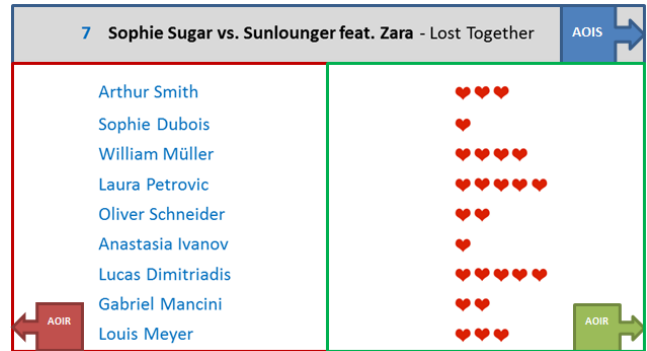 7 Sophie Sugar vs. Sunlounger feat. Zara - Lost Together AOIS
Arthur Smith
Sophie Dubois
William Müller
Laura Petrovic
Oliver Schneider
Anastasia Ivanov
Lucas Dimitriadis
Gabriel Mancini
AOIR AOIR
Louis Meyer